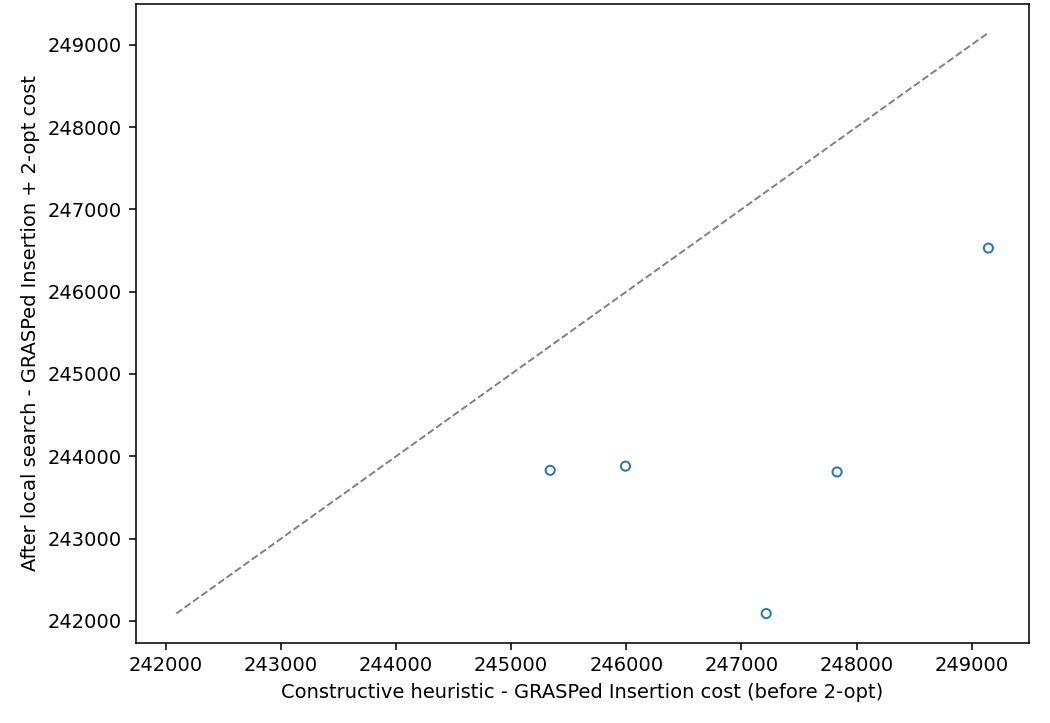 249000
248000
247000
246000
245000
244000
243000
242000
After local search - GRASPed Insertion + 2-opt cost
242000 243000 244000 245000 246000 247000 248000 249000
Constructive heuristic - GRASPed Insertion cost (before 2-opt)